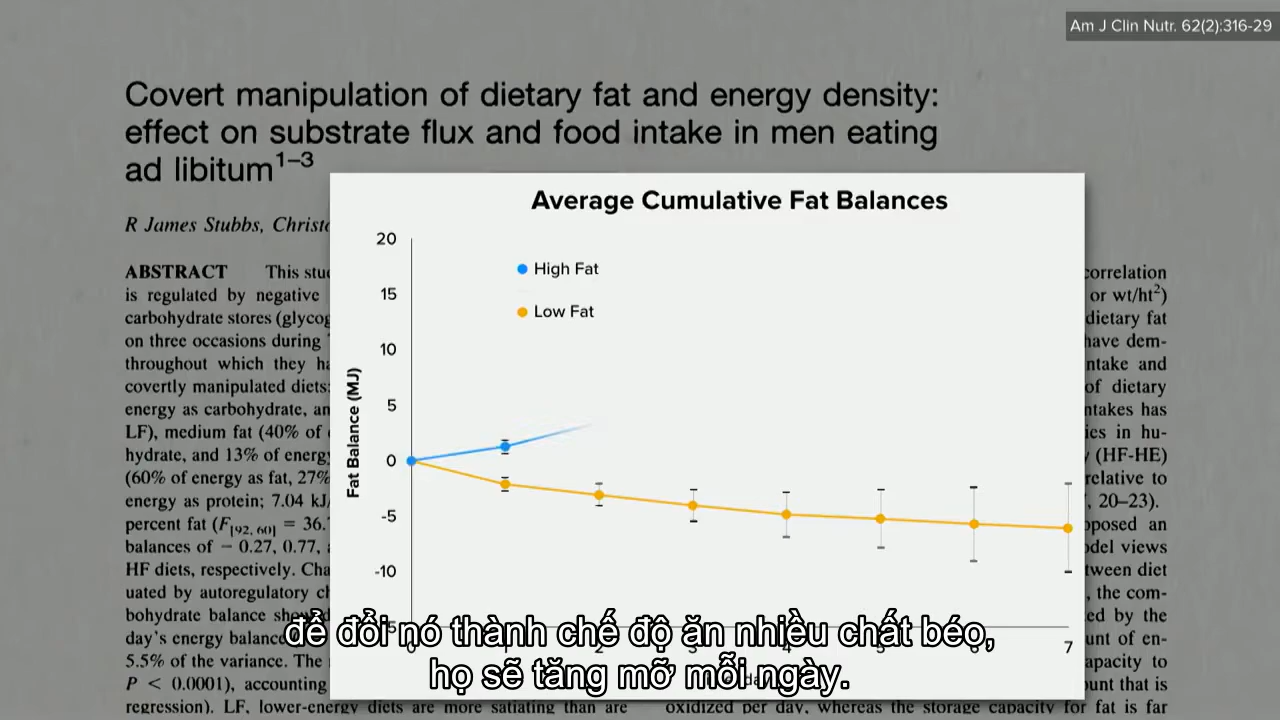 Am J Clin Nutr. 62(2):316-29
Covert manipulation of dietary fat and energy density:
effect on substrate flux and food intake in men eating
ad libitum1–3
R James Stubbs, Christo
ABSTRACT This stu
is regulated by negative
carbohydrate stores (glycog
on three occasions during
throughout which they ha
covertly manipulated diets:
energy as carbohydrate, an
LF), medium fat (40% of
hydrate, and 13% of energy
(60% of energy as fat, 27%
energy as protein; 7.04 kJ/
percent fat (F[92, 60] = 36.
balances of − 0.27, 0.77,
HF diets, respectively. Cha
uated by autoregulatory ch
bohydrate balance
day's energy balance
5.5% of the variance. The
P < 0.0001), accounting
regression). LF, lower-energy diets are more satiating than are
Average Cumulative Fat Balances
20
15
10
5
0
-5
-10
Fat Balance (MJ)
High Fat
Low Fat
7
correlation
or wt/ht2)
dietary fat
have dem-
ntake and
of dietary
ntakes has
ies in hu-
(HF-HE)
relative to
, 20–23).
oposed an
odel views
tween diet
, the com-
ed by the
unt of en-
apacity to
unt that is
oxidized per day, whereas the storage capacity for fat is far
để đổi nó thành chế độ ăn nhiều chất béo,
họ sẽ tăng mỡ mỗi ngày.